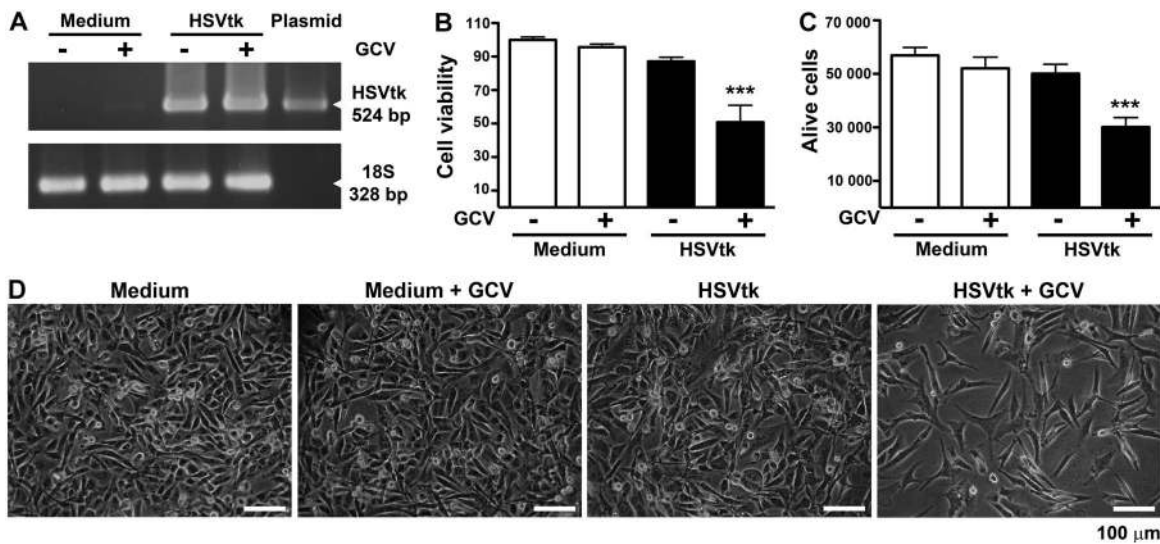 A
Medium HSVtk Plasmid
- + - + GCV
HSVtk
524 bp
18S
328 bp
B
Cell viability
110
90
70
50
30
10
GCV - + - +
Medium HSVtk
***
C
Alive cells
70 000
50 000
30 000
10 000
GCV - + - +
Medium HSVtk
***
D
Medium Medium + GCV HSVtk HSVtk + GCV
100 μm